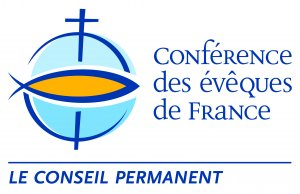 Conférence
des évêques
de France
LE CONSEIL PERMANENT